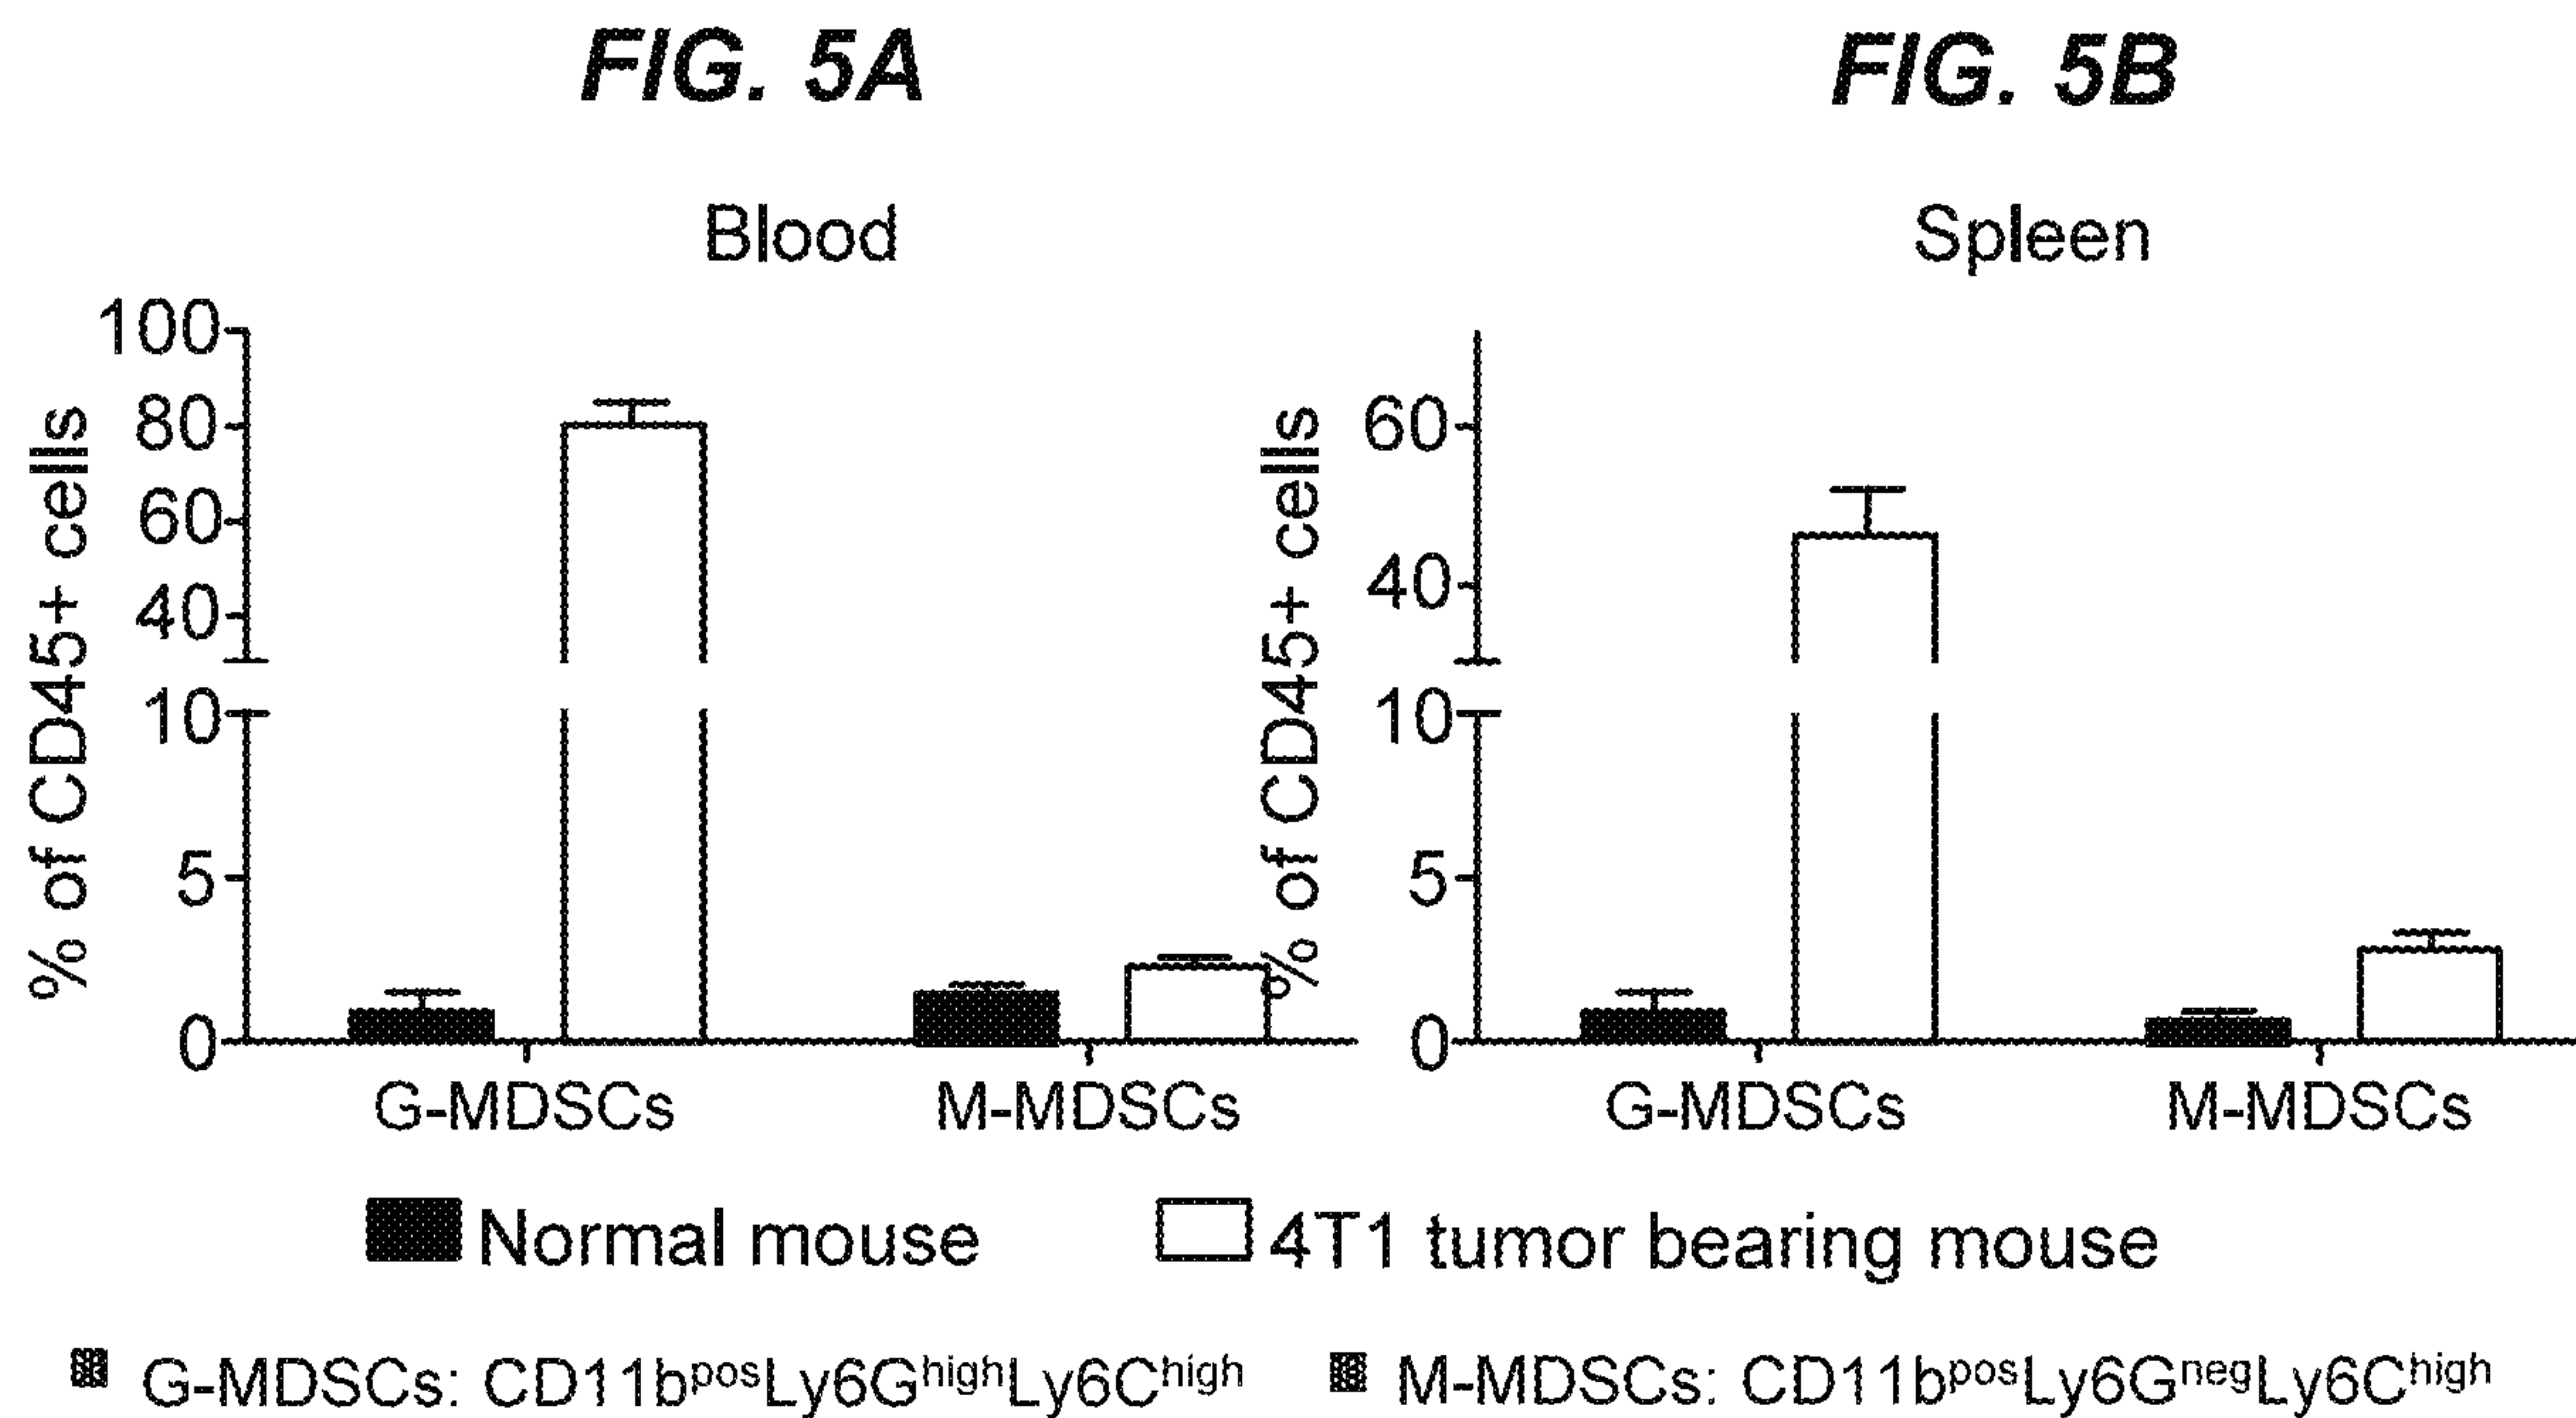 FIG. 5A
Blood
% of CD45+ cells
100
80
60
40
10
5
0
G-MDSCs
M-MDSCs
FIG. 5B
Spleen
% of CD45+ cells
60
40
10
5
0
G-MDSCs
M-MDSCs
Normal mouse
4T1 tumor bearing mouse
G-MDSCs: CD11bᵖᵒˢLy6GʰⁱᵍʰLy6Cʰⁱᵍʰ
M-MDSCs: CD11bᵖᵒˢLy6GⁿᵉᵍLy6Cʰⁱᵍʰ